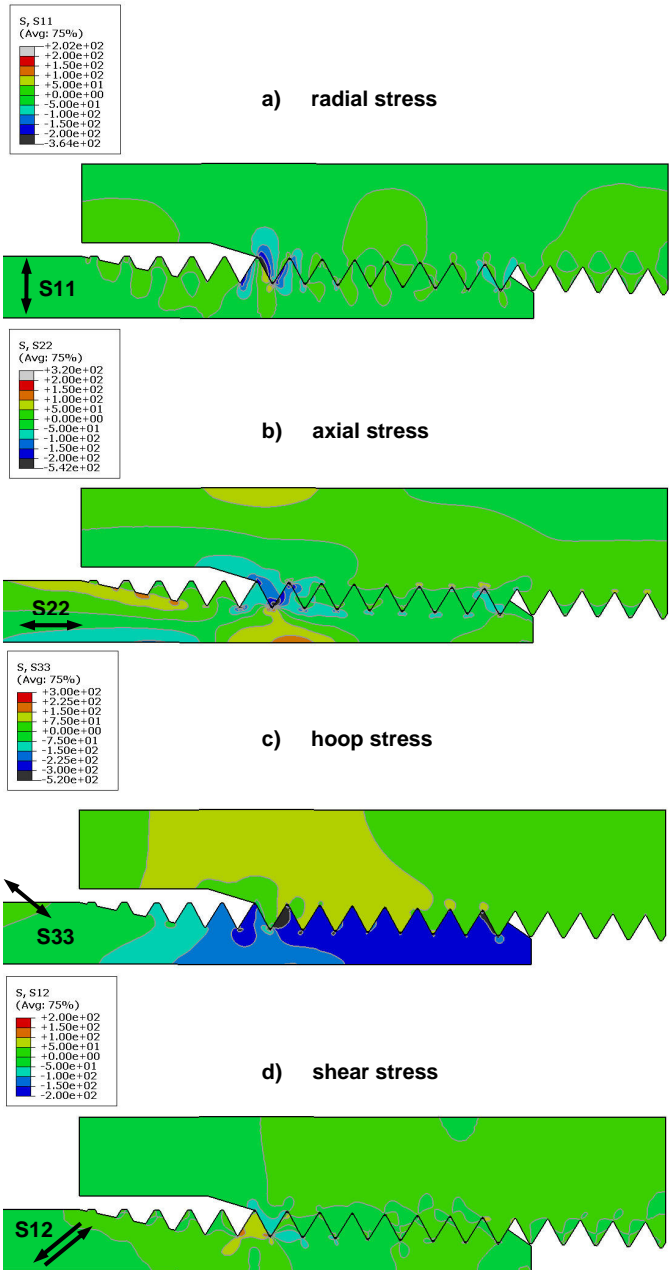 S, S11
(Avg: 75%)
+2.02e+02
+2.00e+02
+1.50e+02
+1.00e+02
+5.00e+01
+0.00e+00
-5.00e+01
-1.00e+02
-1.50e+02
-2.00e+02
-3.64e+02
a) radial stress
S11
S, S22
(Avg: 75%)
+3.20e+02
+2.00e+02
+1.50e+02
+1.00e+02
+5.00e+01
+0.00e+00
-5.00e+01
-1.00e+02
-1.50e+02
-2.00e+02
-5.42e+02
b) axial stress
S22
S, S33
(Avg: 75%)
+3.00e+02
+2.25e+02
+1.50e+02
+7.50e+01
+0.00e+00
-7.50e+01
-1.50e+02
-2.25e+02
-3.00e+02
-5.20e+02
c) hoop stress
S33
S, S12
(Avg: 75%)
+2.00e+02
+1.50e+02
+1.00e+02
+5.00e+01
+0.00e+00
-5.00e+01
-1.00e+02
-1.50e+02
-2.00e+02
d) shear stress
S12